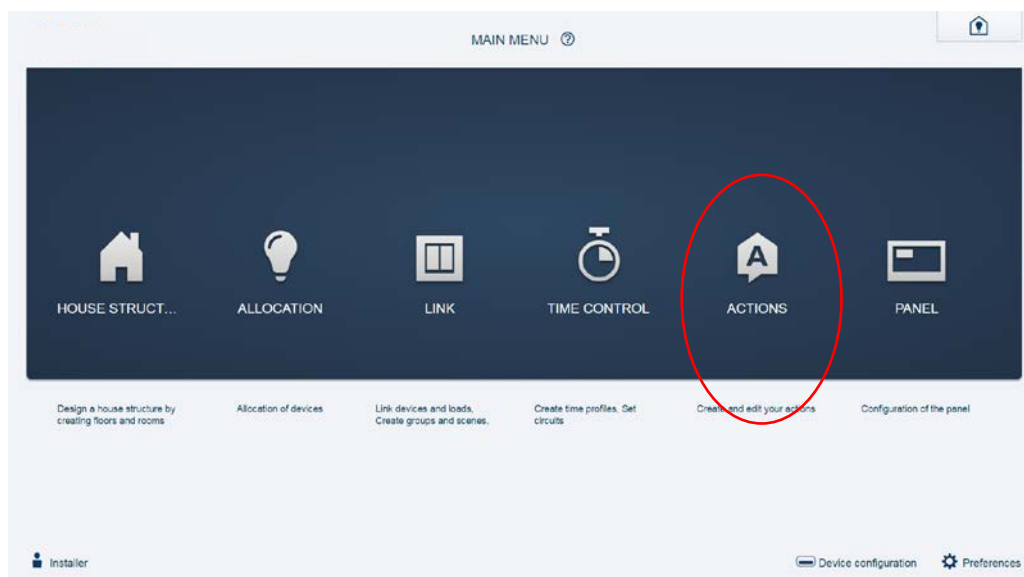 MAIN MENU ?
HOUSE STRUCT...
ALLOCATION
LINK
TIME CONTROL
A
ACTIONS
PANEL
Design a house structure by
creating floors and rooms
Allocation of devices
Link devices and loads,
Create groups and scenes.
Create time profiles, Set
circuits
Create and edit your actions
Configuration of the panel
Installer
Device configuration
Preferences